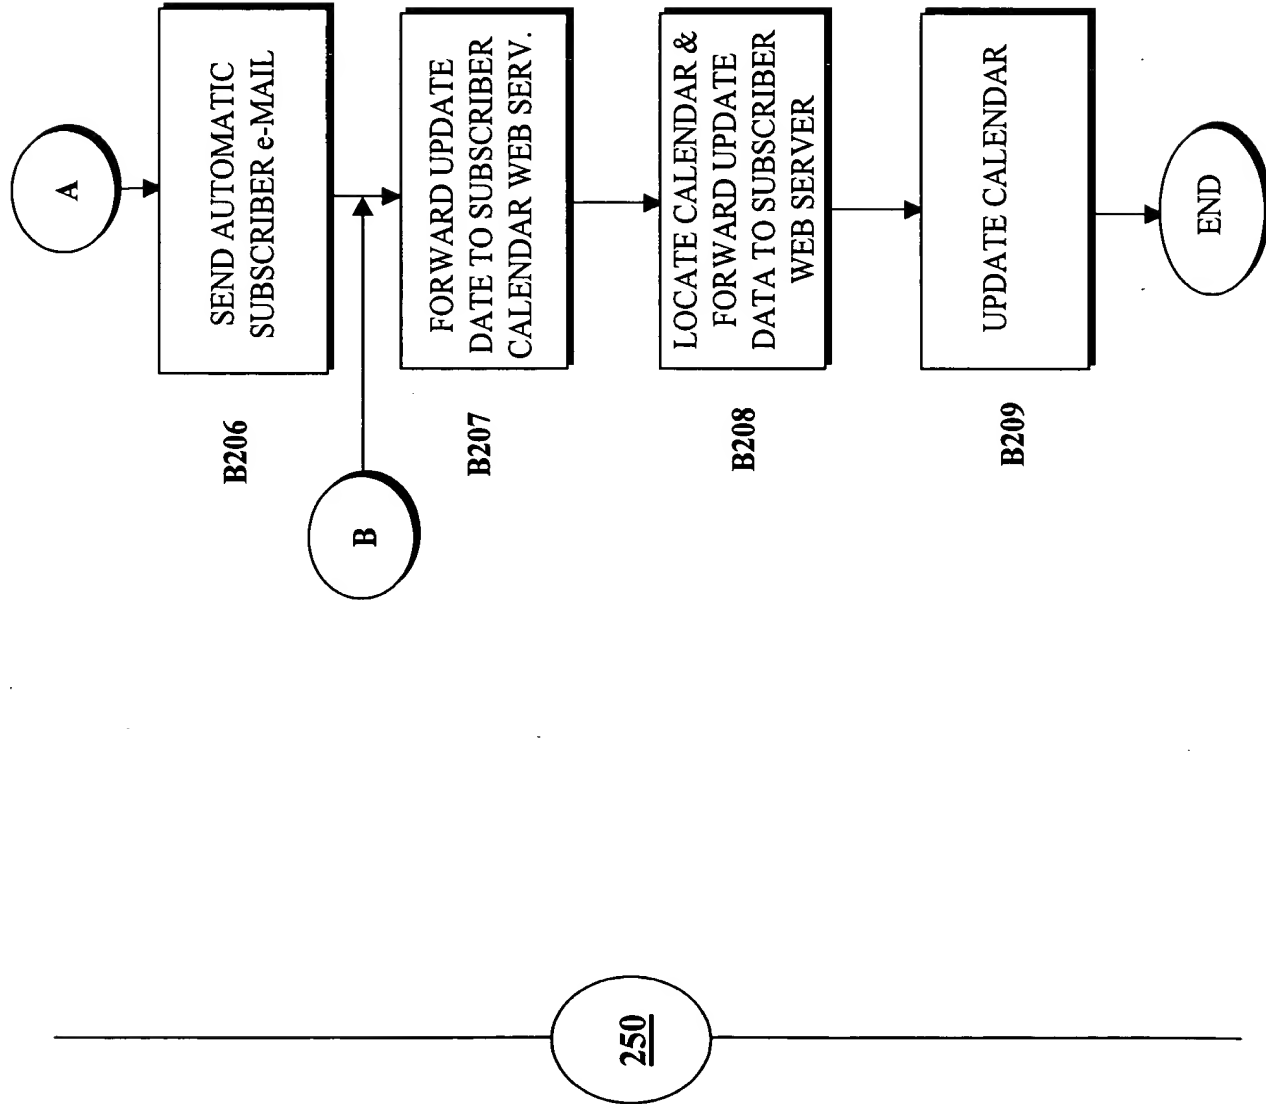 A
SEND AUTOMATIC
SUBSCRIBER e-MAIL
B206
B
FORWARD UPDATE
DATE TO SUBSCRIBER
CALENDAR WEB SERV.
B207
LOCATE CALENDAR &
FORWARD UPDATE
DATA TO SUBSCRIBER
WEB SERVER
B208
UPDATE CALENDAR
B209
END
250